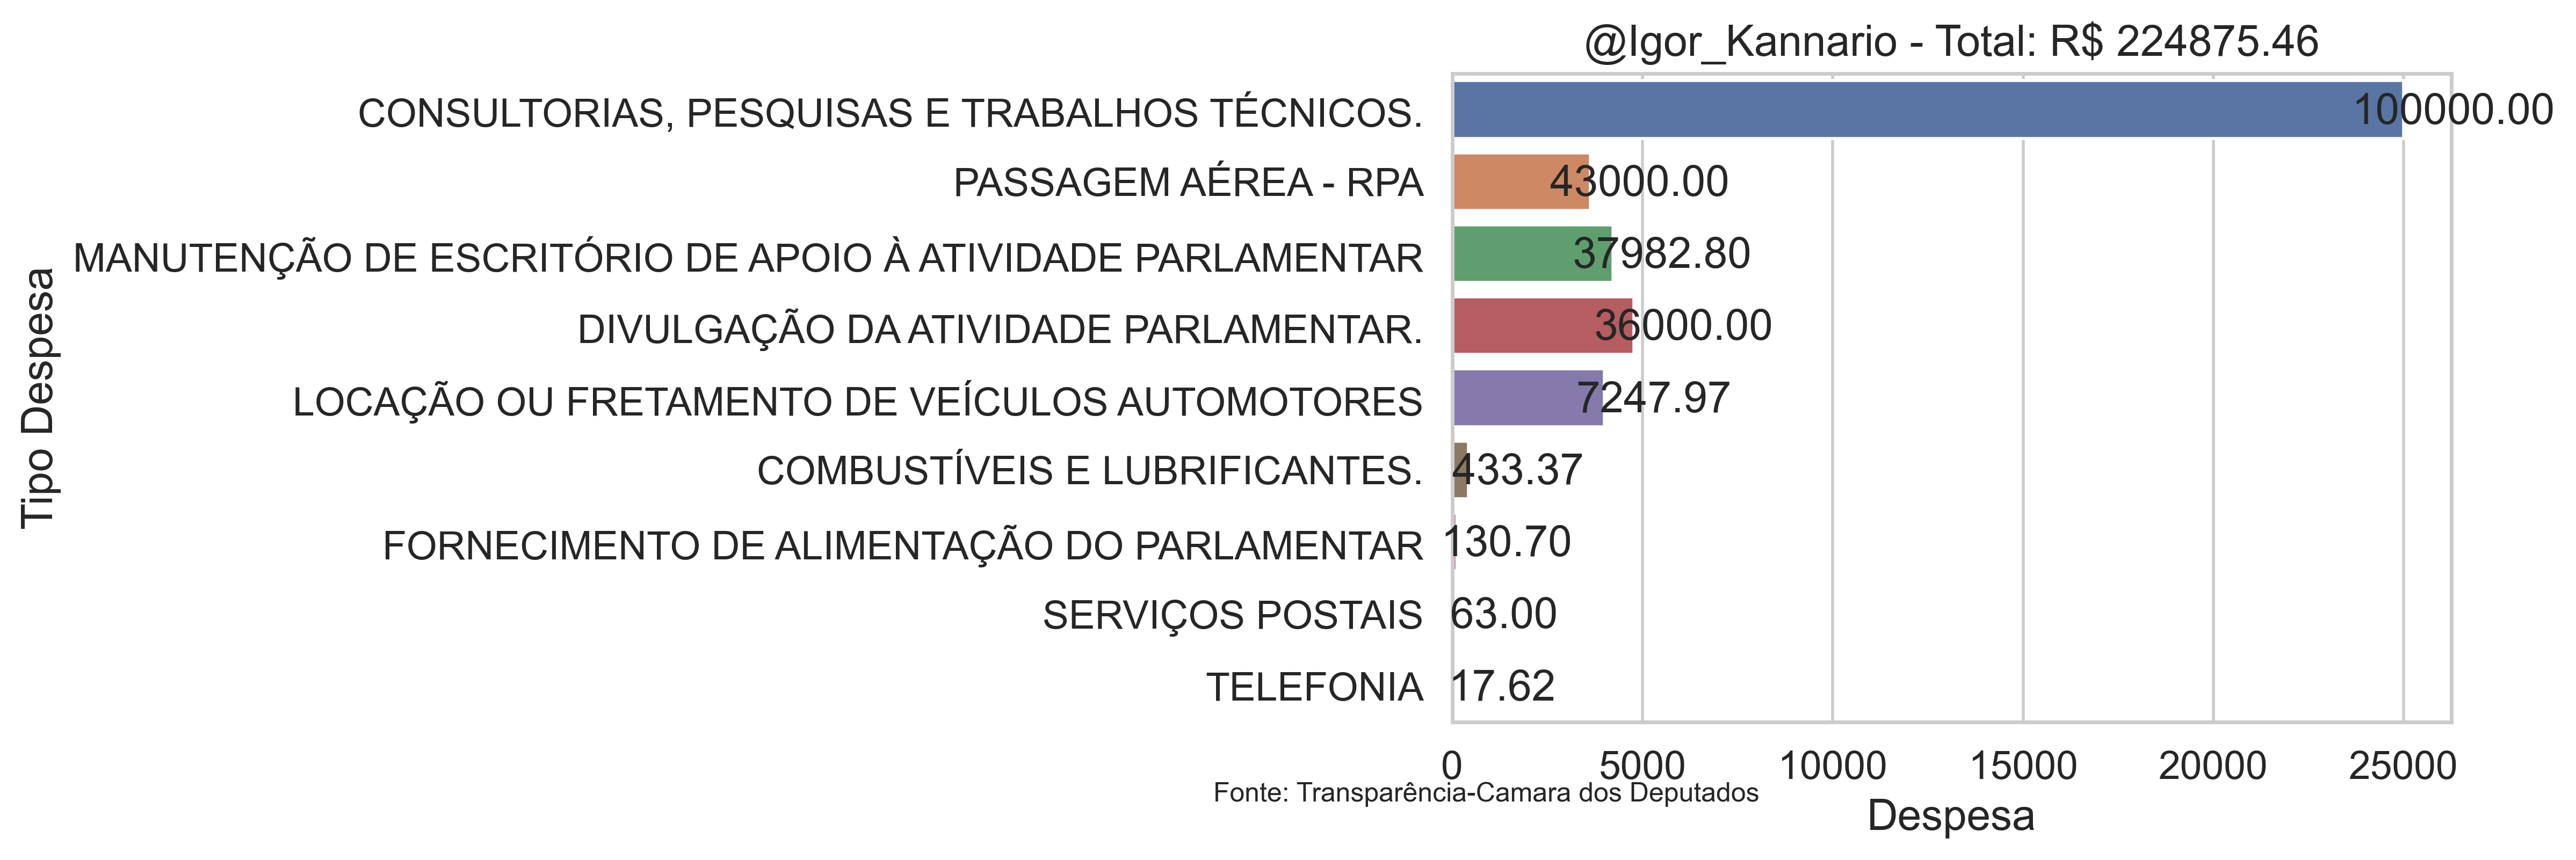 @Igor_Kannario - Total: R$ 224875.46
CONSULTORIAS, PESQUISAS E TRABALHOS TÉCNICOS. 100000.00
PASSAGEM AÉREA - RPA 43000.00
MANUTENÇÃO DE ESCRITÓRIO DE APOIO À ATIVIDADE PARLAMENTAR 37982.80
DIVULGAÇÃO DA ATIVIDADE PARLAMENTAR. 36000.00
LOCAÇÃO OU FRETAMENTO DE VEÍCULOS AUTOMOTORES 7247.97
COMBUSTÍVEIS E LUBRIFICANTES. 433.37
FORNECIMENTO DE ALIMENTAÇÃO DO PARLAMENTAR 130.70
SERVIÇOS POSTAIS 63.00
TELEFONIA 17.62
Tipo Despesa
0 5000 10000 15000 20000 25000
Fonte: Transparência-Camara dos Deputados
Despesa